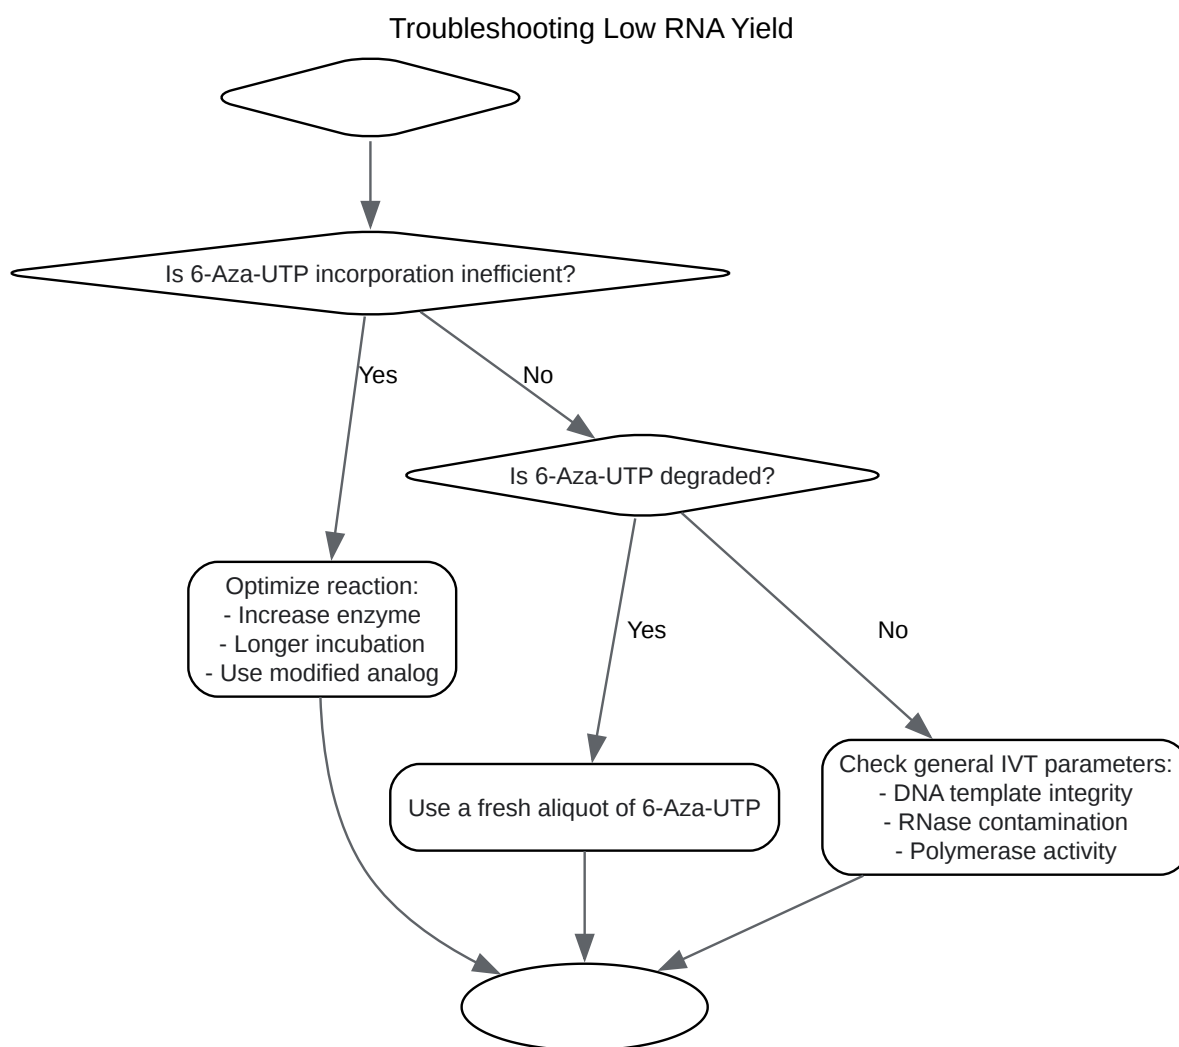 Troubleshooting Low RNA Yield
Is 6-Aza-UTP incorporation inefficient?
Yes
No
Is 6-Aza-UTP degraded?
Optimize reaction:
- Increase enzyme
- Longer incubation
- Use modified analog
Yes
No
Use a fresh aliquot of 6-Aza-UTP
Check general IVT parameters:
- DNA template integrity
- RNase contamination
- Polymerase activity